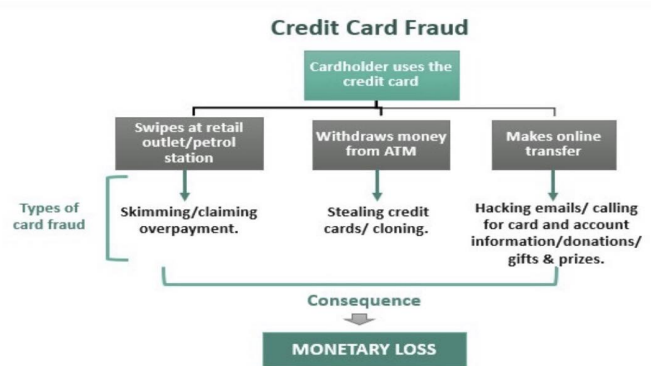 Credit Card Fraud
Cardholder uses the
credit card
Swipes at retail
outlet/petrol
station
Withdraws money
from ATM
Makes online
transfer
Types of
card fraud
Skimming/claiming
overpayment.
Stealing credit
cards/ cloning.
Hacking emails/ calling
for card and account
information/donations/
gifts & prizes.
Consequence
MONETARY LOSS